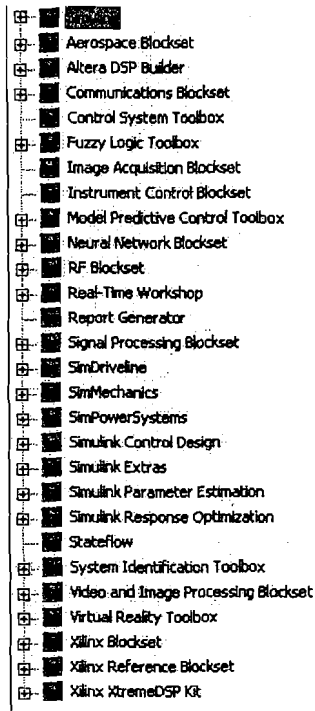 Aerospace Blockset
Altera DSP Builder
Communications Blockset
Control System Toolbox
Fuzzy Logic Toolbox
Image Acquisition Blockset
Instrument Control Blockset
Model Predictive Control Toolbox
Neural Network Blockset
RF Blockset
Real-Time Workshop
Report Generator
Signal Processing Blockset
SimDriveline
SimMechanics
SimPowerSystems
Simulink Control Design
Simulink Extras
Simulink Parameter Estimation
Simulink Response Optimization
Stateflow
System Identification Toolbox
Video and Image Processing Blockset
Virtual Reality Toolbox
Xilinx Blockset
Xilinx Reference Blockset
Xilinx XtremeDSP Kit